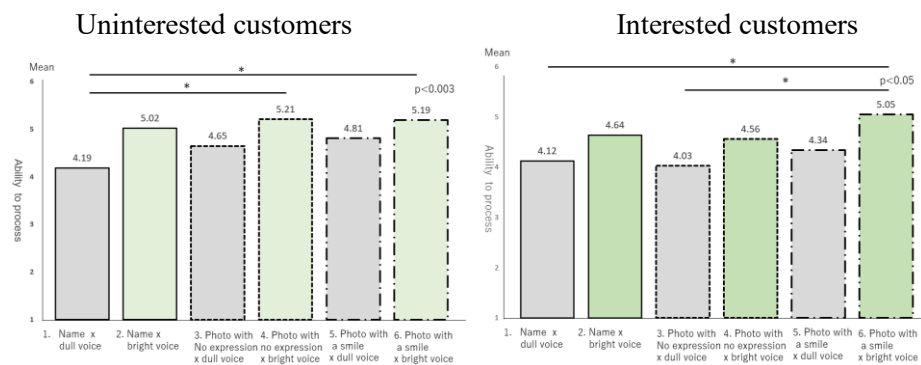 Uninterested customers
Mean
6
*
*
p<0.003
5.21
5.19
5.02
5
4.81
4.65
4.19
4
Ability to process
3
2
1
1. Name x
dull voice
2. Name x
bright voice
3. Photo with
No expression
x dull voice
4. Photo with
no expression
x bright voice
5. Photo with
a smile
x dull voice
6. Photo with
a smile
x bright voice
Interested customers
Mean
6
*
*
p<0.05
5.05
5
4.64
4.56
4.34
4.12
4.03
4
Ability to process
3
2
1
1. Name x
dull voice
2. Name x
bright voice
3. Photo with
No expression
x dull voice
4. Photo with
no expression
x bright voice
5. Photo with
a smile
x dull voice
6. Photo with
a smile
x bright voice